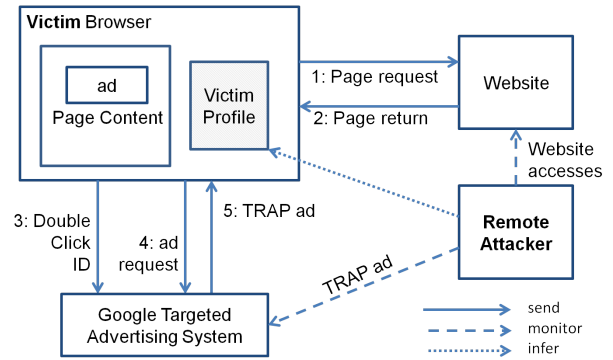 Victim Browser
ad
Page Content
Victim
Profile
1: Page request
2: Page return
Website
Website
accesses
Remote
Attacker
3: Double
Click
ID
4: ad
request
5: TRAP ad
TRAP ad
Google Targeted
Advertising System
send
monitor
infer